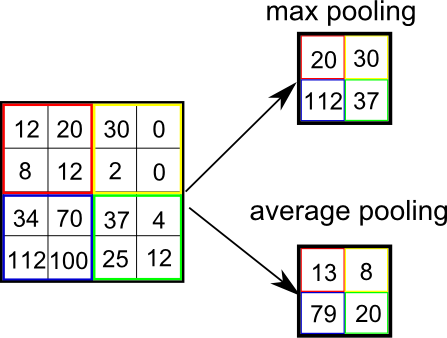 max pooling
20 30
112 37
12 20 30 0
8 12 2 0
34 70 37 4
112 100 25 12
average pooling
13 8
79 20